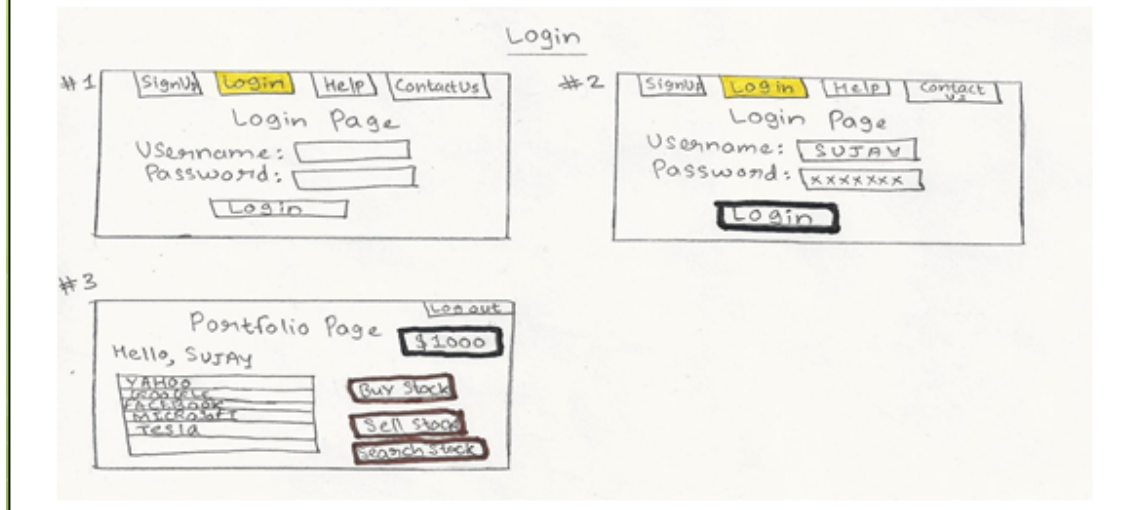 Login
#1
SignUp Login Help ContactUs
Login Page
Username:
Password:
Login
#2
SignUp Login Help Contact Us
Login Page
Username: SUJAY
Password: xxxxxxx
Login
#3
Log out
Portfolio Page
$1000
Hello, SUJAY
YAHOO
GOOGLE
FACEBOOK
MICROSOFT
Tesla
Buy Stock
Sell Stock
Search Stock